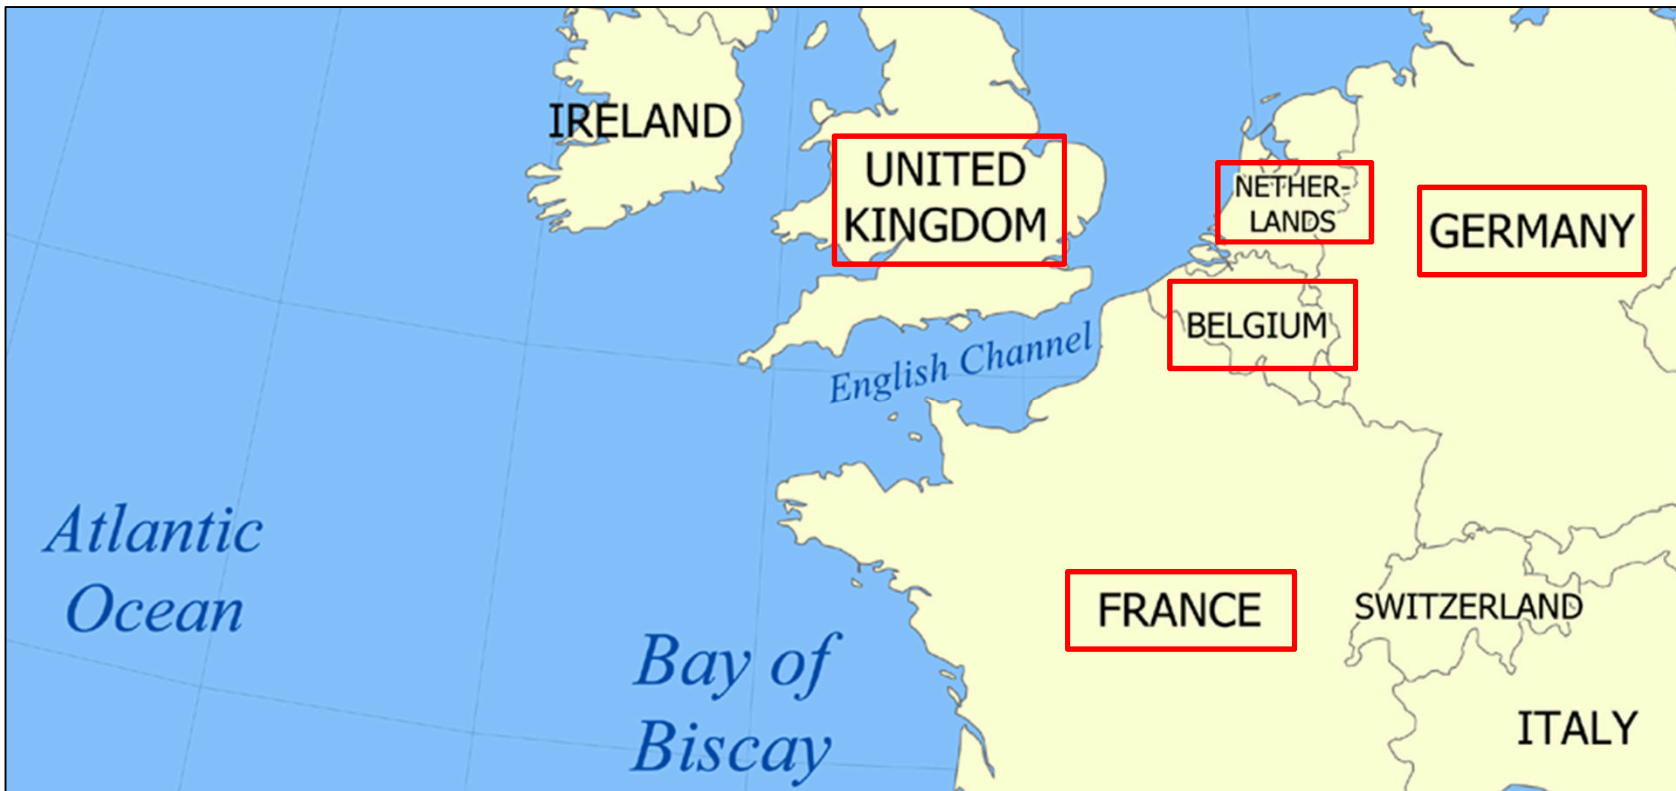 IRELAND
UNITED
KINGDOM
NETHER-
LANDS
GERMANY
BELGIUM
English Channel
Atlantic
Ocean
FRANCE
SWITZERLAND
Bay of
Biscay
ITALY